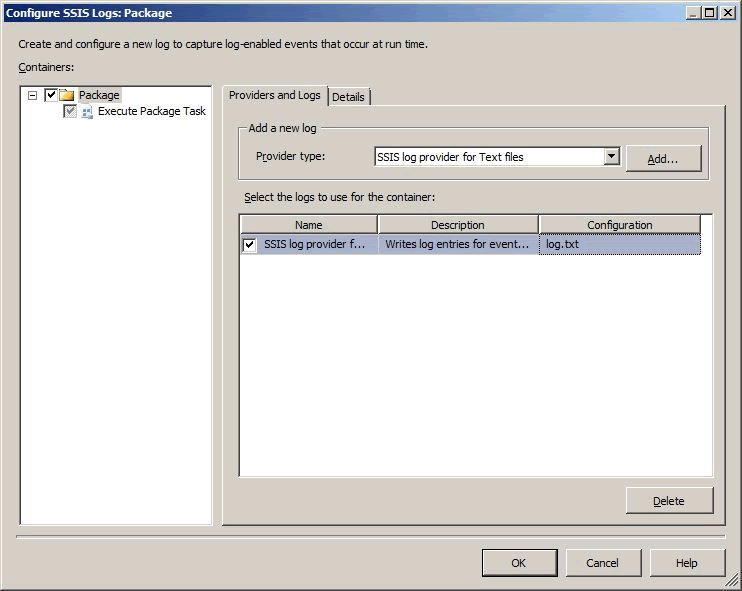 Configure SSIS Logs: Package
Create and configure a new log to capture log-enabled events that occur at run time.
Containers:
Package
Execute Package Task
Providers and Logs
Details
Add a new log
Provider type:
SSIS log provider for Text files
Add...
Select the logs to use for the container:
Name Description Configuration
SSIS log provider f... Writes log entries for event... log.txt
Delete
OK Cancel Help